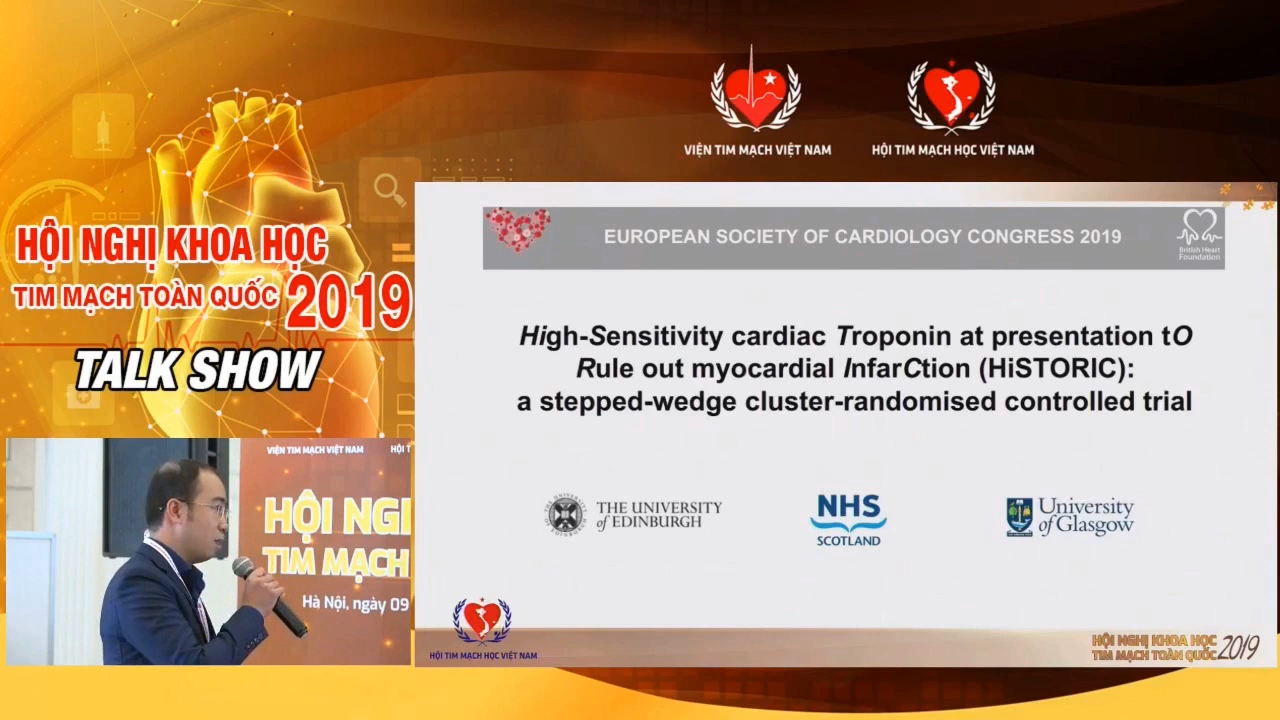 VIỆN TIM MẠCH VIỆT NAM
HỘI TIM MẠCH HỌC VIỆT NAM
HỘI NGHỊ KHOA HỌC
TIM MẠCH TOÀN QUỐC 2019
TALK SHOW
EUROPEAN SOCIETY OF CARDIOLOGY CONGRESS 2019
British Heart
Foundation
High-Sensitivity cardiac Troponin at presentation tO
Rule out myocardial InfarCtion (HiSTORIC):
a stepped-wedge cluster-randomised controlled trial
THE UNIVERSITY
of EDINBURGH
NHS
SCOTLAND
University
of Glasgow
VIỆN TIM MẠCH VIỆT NAM
HỘI T
HỘI NGH
TIM MẠCH
Hà Nội, ngày 09
HỘI TIM MẠCH HỌC VIỆT NAM
HỘI NGHỊ KHOA HỌC
TIM MẠCH TOÀN QUỐC 2019